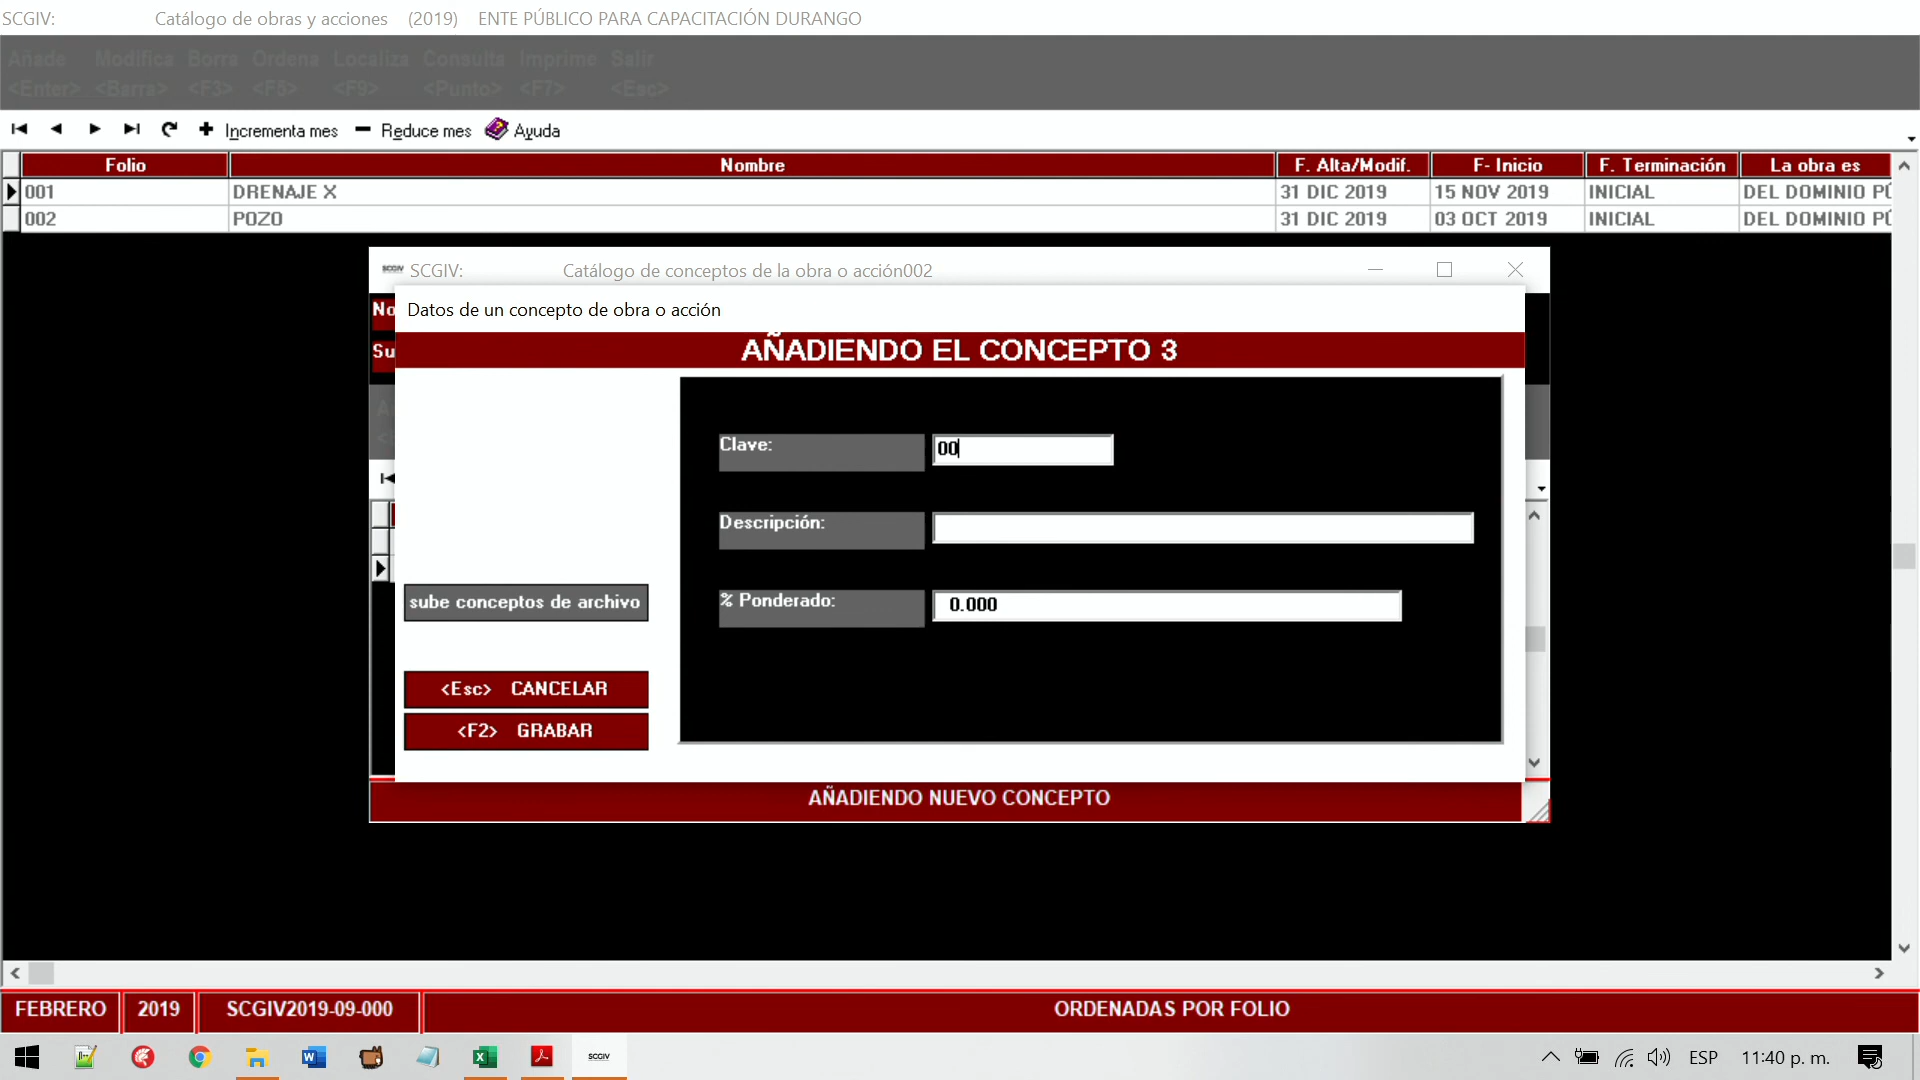 SCGIV: Catálogo de obras y acciones (2019) ENTE PÚBLICO PARA CAPACITACIÓN DURANGO
Añade Modifica Borra Ordena Localiza Consulta Imprime Salir
<Enter> <Barra> <F3> <F5> <F9> <Punto> <F7> <Esc>
Incrementa mes Reduce mes Ayuda
Folio Nombre F. Alta/Modif. F- Inicio F. Terminación La obra es
001 DRENAJE X 31 DIC 2019 15 NOV 2019 INICIAL DEL DOMINIO PÚ
002 POZO 31 DIC 2019 03 OCT 2019 INICIAL DEL DOMINIO PÚ
SCGIV SCGIV: Catálogo de conceptos de la obra o acción002
No
Datos de un concepto de obra o acción
Su
AÑADIENDO EL CONCEPTO 3
Clave: 00
Descripción:
% Ponderado: 0.000
sube conceptos de archivo
<Esc> CANCELAR
<F2> GRABAR
AÑADIENDO NUEVO CONCEPTO
FEBRERO 2019 SCGIV2019-09-000 ORDENADAS POR FOLIO
SCGIV ESP 11:40 p. m.